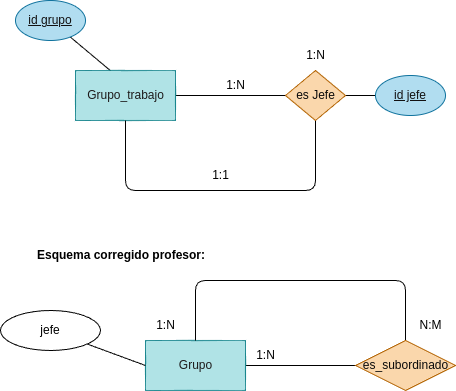 id grupo
1:N
Grupo_trabajo
1:N
es Jefe
id jefe
1:1
Esquema corregido profesor:
jefe
1:N
N:M
Grupo
1:N
es_subordinado